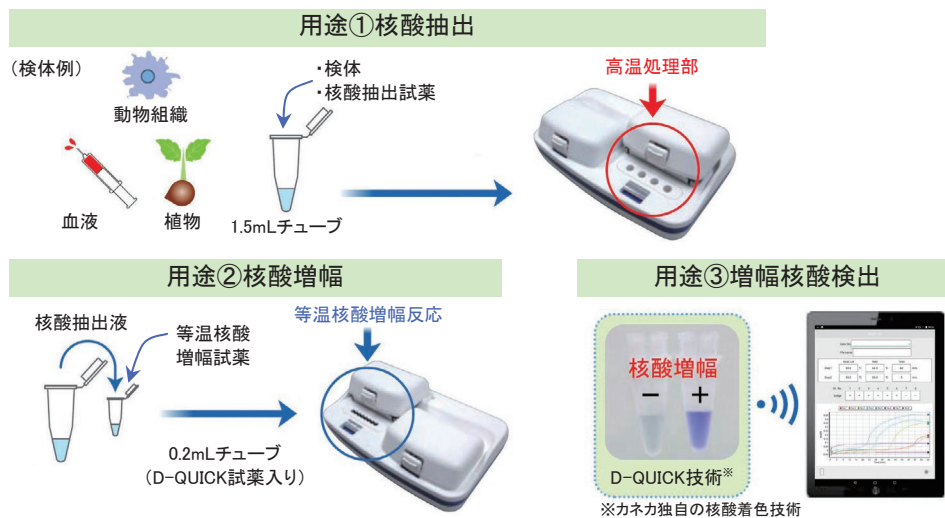 用途①核酸抽出
(検体例)
動物組織
血液
植物
・検体
・核酸抽出試薬
1.5mLチューブ
高温処理部
用途②核酸増幅
核酸抽出液
等温核酸
増幅試薬
0.2mLチューブ
(D-QUICK試薬入り)
等温核酸増幅反応
用途③増幅核酸検出
核酸増幅
− +
D-QUICK技術※
※カネカ独自の核酸着色技術